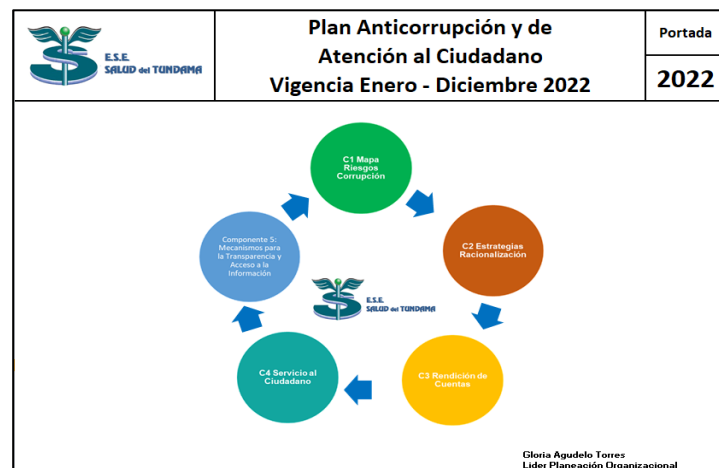 E.S.E.
SALUD del TUNDAMA
Plan Anticorrupción y de
Atención al Ciudadano
Vigencia Enero - Diciembre 2022
Portada
2022
C1 Mapa
Riesgos
Corrupción
C2 Estrategias
Racionalización
C3 Rendición de
Cuentas
C4 Servicio al
Ciudadano
Componente 5:
Mecanismos para
la Transparencia y
Acceso a la
Información
E.S.E.
SALUD del TUNDAMA
Gloria Agudelo Torres
Lider Planeación Organizacional